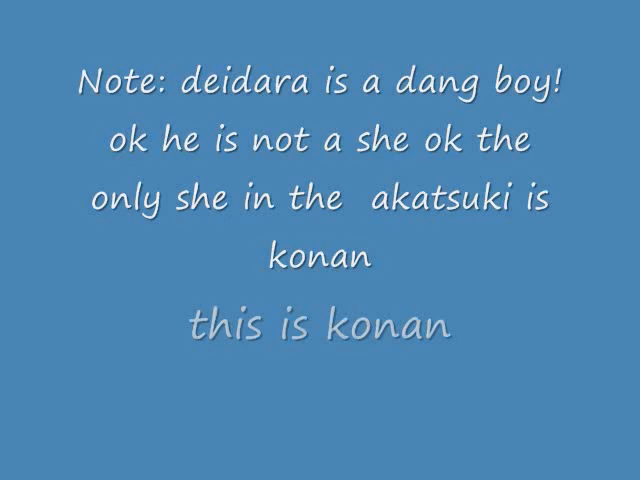 Note: deidara is a dang boy!
ok he is not a she ok the
only she in the  akatsuki is
konan
this is konan